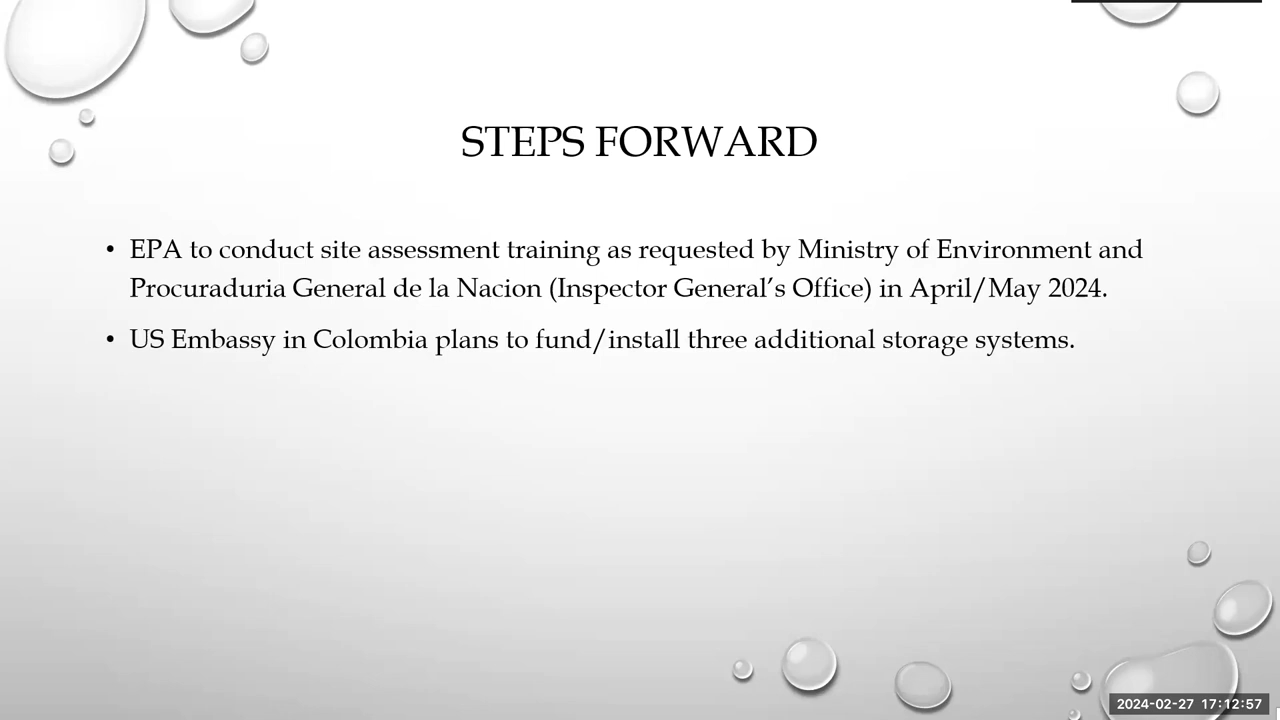 STEPS FORWARD
• EPA to conduct site assessment training as requested by Ministry of Environment and
Procuraduria General de la Nacion (Inspector General’s Office) in April/May 2024.
• US Embassy in Colombia plans to fund/install three additional storage systems.
2024-02-27 17:12:57